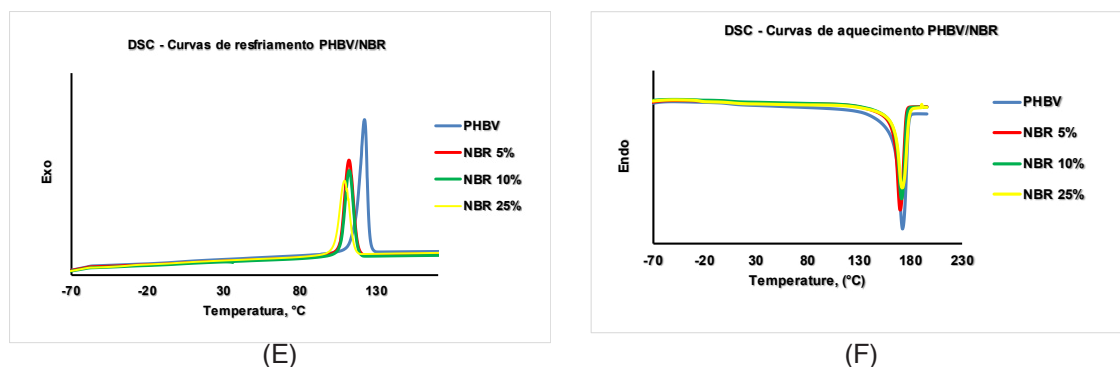 DSC - Curvas de resfriamento PHBV/NBR
Exo
PHBV
NBR 5%
NBR 10%
NBR 25%
-70 -20 30 80 130
Temperatura, °C
(E)
DSC - Curvas de aquecimento PHBV/NBR
Endo
PHBV
NBR 5%
NBR 10%
NBR 25%
-70 -20 30 80 130 180 230
Temperature, (°C)
(F)